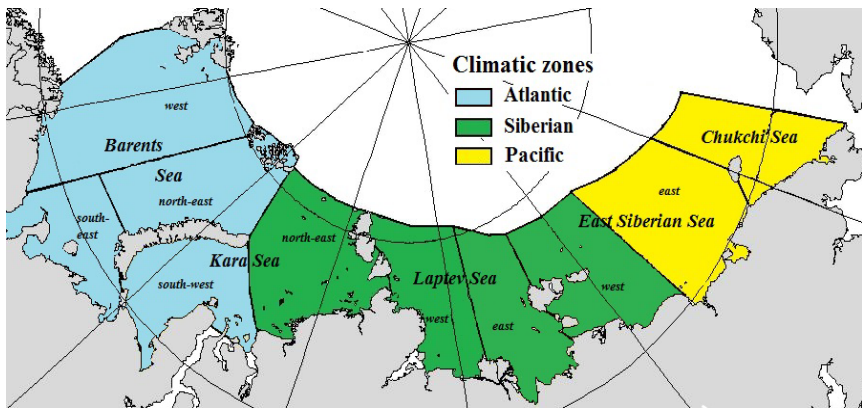 Climatic zones
Atlantic
Siberian
Pacific
west
Barents
Sea
south-
east
north-east
Kara Sea
south-west
north-east
Laptev Sea
west
east
East Siberian Sea
west
east
Chukchi Sea